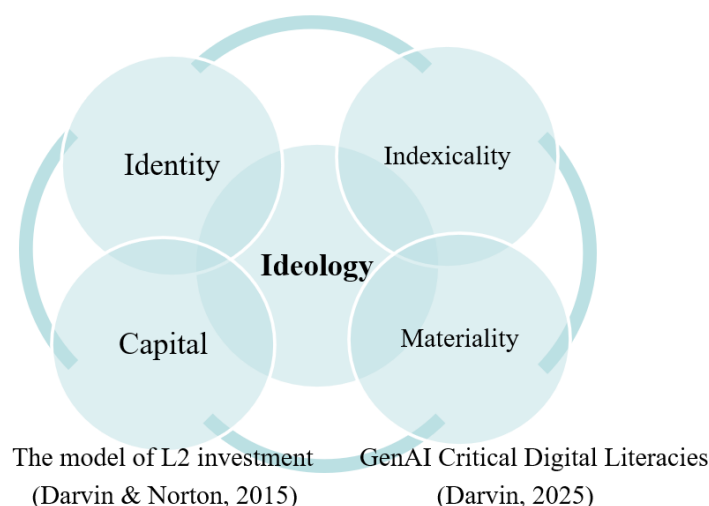 Identity
Indexicality
Ideology
Capital
Materiality
The model of L2 investment
(Darvin & Norton, 2015)
GenAI Critical Digital Literacies
(Darvin, 2025)